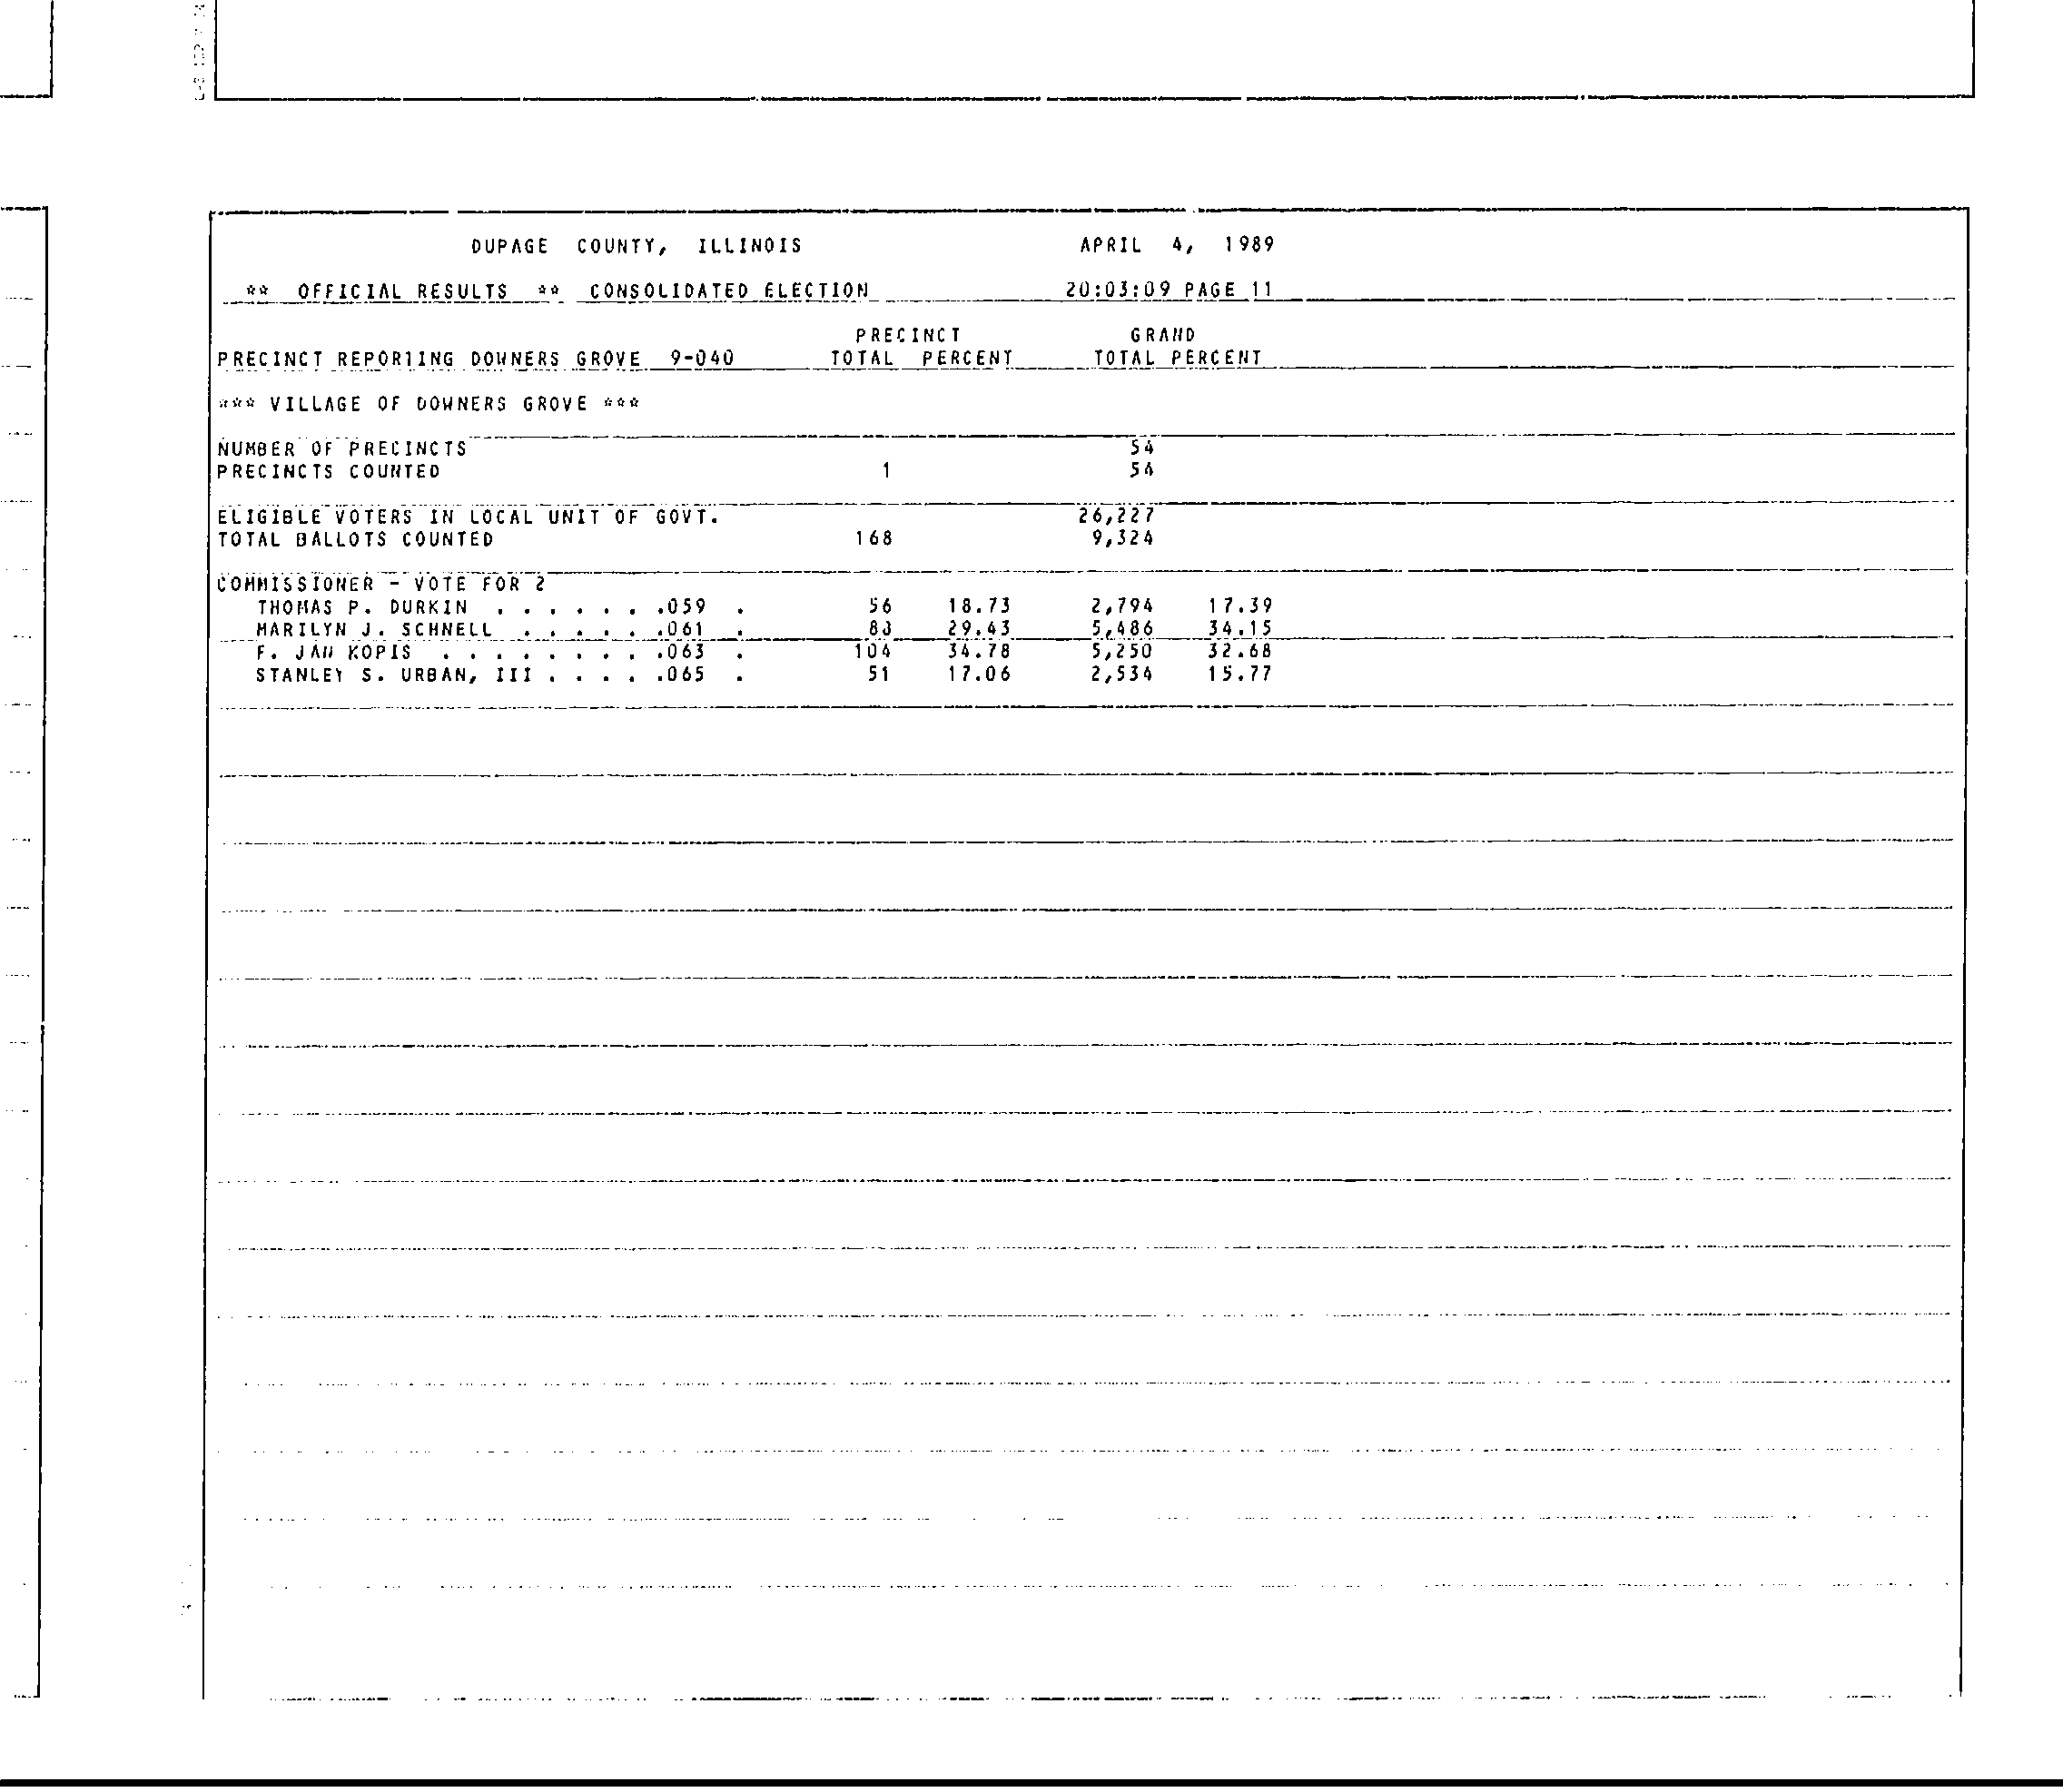 DUPAGE COUNTY, ILLINOIS APRIL 4, 1989
** OFFICIAL RESULTS ** CONSOLIDATED ELECTION 20:03:09 PAGE 11
PRECINCT GRAND
PRECINCT REPORTING DOWNERS GROVE 9-040 TOTAL PERCENT TOTAL PERCENT
*** VILLAGE OF DOWNERS GROVE ***
NUMBER OF PRECINCTS 54
PRECINCTS COUNTED 1 54
ELIGIBLE VOTERS IN LOCAL UNIT OF GOVT. 26,227
TOTAL BALLOTS COUNTED 168 9,324
COMMISSIONER - VOTE FOR 2
THOMAS P. DURKIN . . . . . . .059 . 56 18.73 2,794 17.39
MARILYN J. SCHNELL . . . . . .061 . 88 29.43 5,486 34.15
F. JAN KOPIS . . . . . . . . .063 . 104 34.78 5,250 32.68
STANLEY S. URBAN, III . . . . .065 . 51 17.06 2,534 15.77